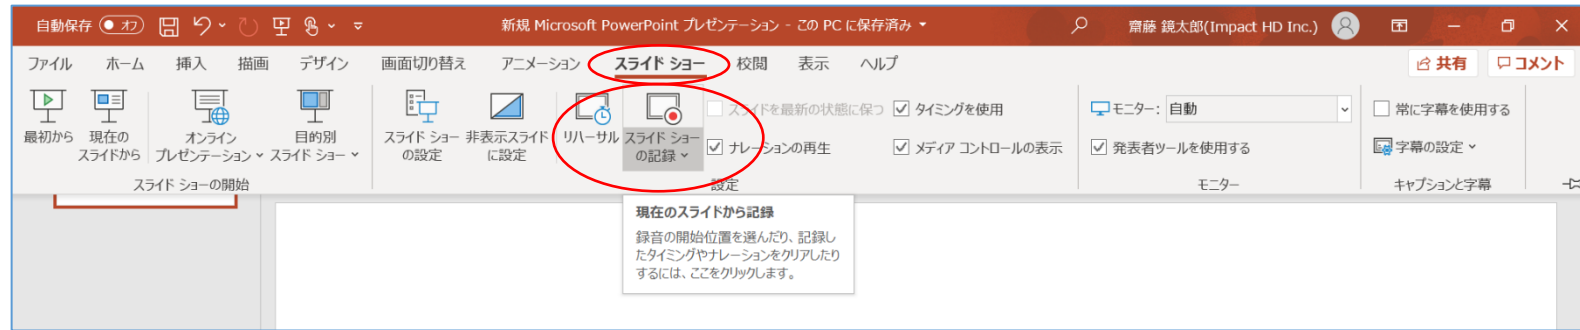 自動保存 オフ 新規 Microsoft PowerPoint プレゼンテーション - この PC に保存済み 齋藤 鏡太郎(Impact HD Inc.)
ファイル ホーム 挿入 描画 デザイン 画面切り替え アニメーション スライド ショー 校閲 表示 ヘルプ 共有 コメント
最初から
現在の
スライドから
オンライン
プレゼンテーション
目的別
スライド ショー
スライド ショーの開始
スライド ショー
の設定
非表示スライド
に設定
リハーサル
スライド ショー
の記録
スライドを最新の状態に保つ
タイミングを使用
ナレーションの再生
メディア コントロールの表示
設定
モニター: 自動
発表者ツールを使用する
モニター
常に字幕を使用する
字幕の設定
キャプションと字幕
現在のスライドから記録
録音の開始位置を選んだり、記録し
たタイミングやナレーションをクリアしたり
するには、ここをクリックします。